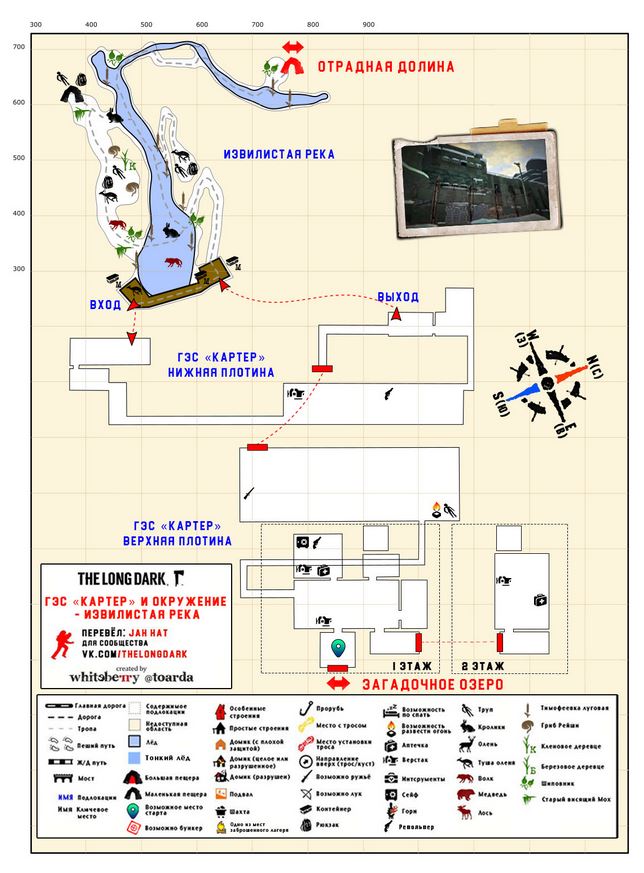 300 400 500 600 700 800 900
700
600
500
400
300
ОТРАДНАЯ ДОЛИНА
ИЗВИЛИСТАЯ РЕКА
ВХОД
ВЫХОД
ГЭС «КАРТЕР»
НИЖНЯЯ ПЛОТИНА
W
(З)
N(С)
S(Ю)
E
(В)
ГЭС «КАРТЕР»
ВЕРХНЯЯ ПЛОТИНА
1 ЭТАЖ
2 ЭТАЖ
ЗАГАДОЧНОЕ ОЗЕРО
THE LONG DARK
ГЭС «КАРТЕР» И ОКРУЖЕНИЕ
- ИЗВИЛИСТАЯ РЕКА
ПЕРЕВЁЛ: JAH HAT
ДЛЯ СООБЩЕСТВА
VK.COM/THELONGDARK
created by
whiteberry @toarda
Главная дорога
Дорога
Тропа
Пеший путь
Ж/Д путь
Мост
ИМЯ Подлокации
Имя Ключевое место
Содержимое подлокации
Недоступная область
Лёд
Тонкий лёд
Большая пещера
Маленькая пещера
Возможное место старта
Возможно бункер
Особенные строения
Простые строения
Домик (с плохой защитой)
Домик (целое или разрушенное)
Домик (разрушен)
Подвал
Шахта
Одно из мест заброшенного лагеря
Прорубь
Место с тросом
Место установки троса
Направление вверх (трос/куст)
Возможно ружьё
Возможно лук
Контейнер
Рюкзак
Возможность поспать
Возможность развести огонь
Аптечка
Верстак
Инструменты
Сейф
Горн
Револьвер
Труп
Кролики
Олень
Туша оленя
Волк
Медведь
Лось
Тимофеевка луговая
Гриб Рейши
Кленовое деревце
Березовое деревце
Шиповник
Старый висящий Мох